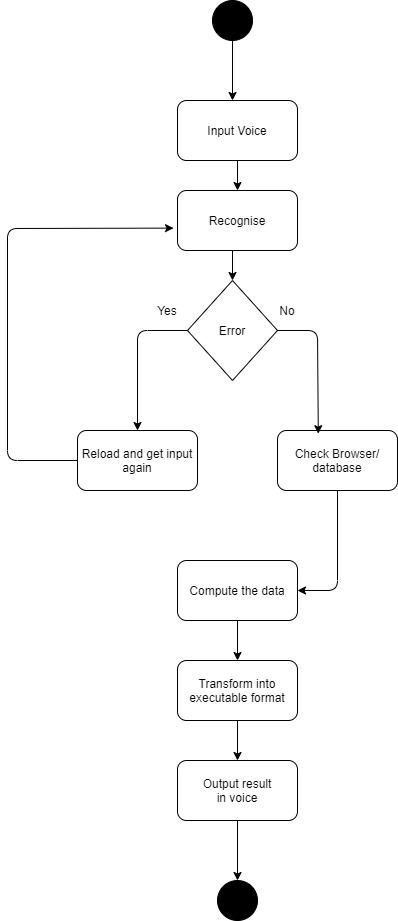 Input Voice
Recognise
Yes
No
Error
Reload and get input
again
Check Browser/
database
Compute the data
Transform into
executable format
Output result
in voice